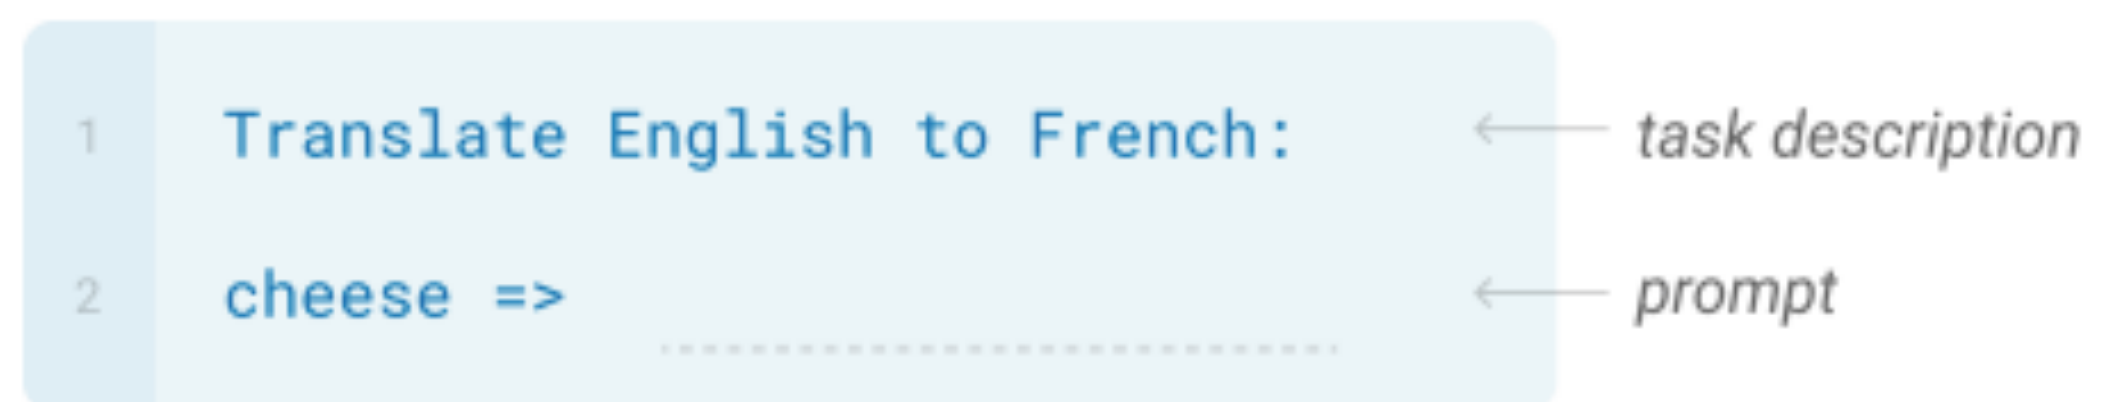 1 Translate English to French: task description
2 cheese => prompt